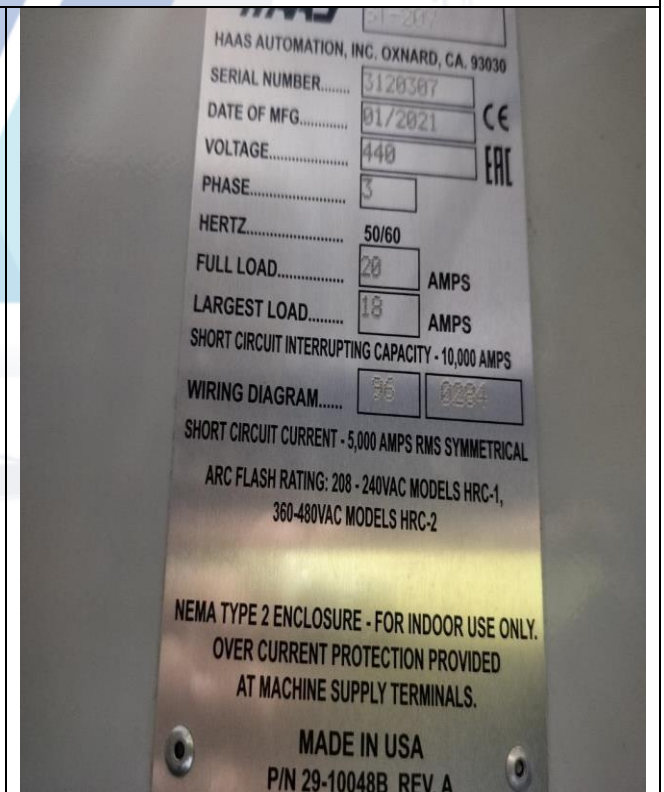 HAAS ST-20Y
HAAS AUTOMATION, INC. OXNARD, CA. 93030
SERIAL NUMBER........ 3120307
DATE OF MFG............ 01/2021 CE
VOLTAGE..................... 440 EAC
PHASE....................... 3
HERTZ....................... 50/60
FULL LOAD................ 20 AMPS
LARGEST LOAD......... 18 AMPS
SHORT CIRCUIT INTERRUPTING CAPACITY - 10,000 AMPS
WIRING DIAGRAM...... 96 0284
SHORT CIRCUIT CURRENT - 5,000 AMPS RMS SYMMETRICAL
ARC FLASH RATING: 208 - 240VAC MODELS HRC-1,
360-480VAC MODELS HRC-2
NEMA TYPE 2 ENCLOSURE - FOR INDOOR USE ONLY.
OVER CURRENT PROTECTION PROVIDED
AT MACHINE SUPPLY TERMINALS.
MADE IN USA
P/N 29-10048B REV. A